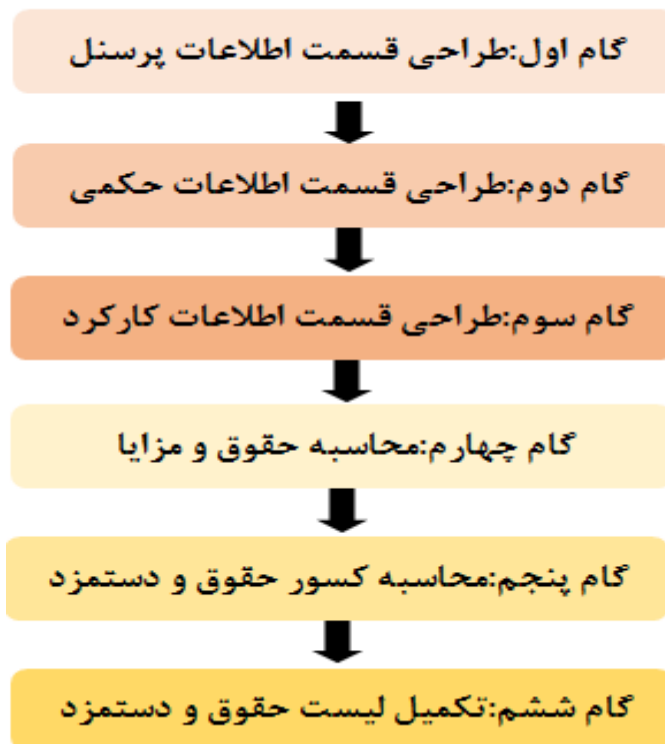 گام اول:طراحی قسمت اطلاعات پرسنل
گام دوم:طراحی قسمت اطلاعات حکمی
گام سوم:طراحی قسمت اطلاعات کارکرد
گام چهارم:محاسبه حقوق و مزایا
گام پنجم:محاسبه کسور حقوق و دستمزد
گام ششم:تکمیل لیست حقوق و دستمزد